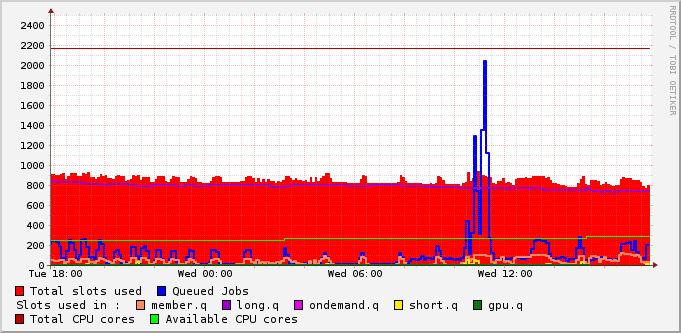 RRDTOOL / TOBI OETIKER
2400
2200
2000
1800
1600
1400
1200
1000
800
600
400
200
0
Tue 18:00 Wed 00:00 Wed 06:00 Wed 12:00
Total slots used Queued Jobs
Slots used in : member.q long.q ondemand.q short.q gpu.q
Total CPU cores Available CPU cores